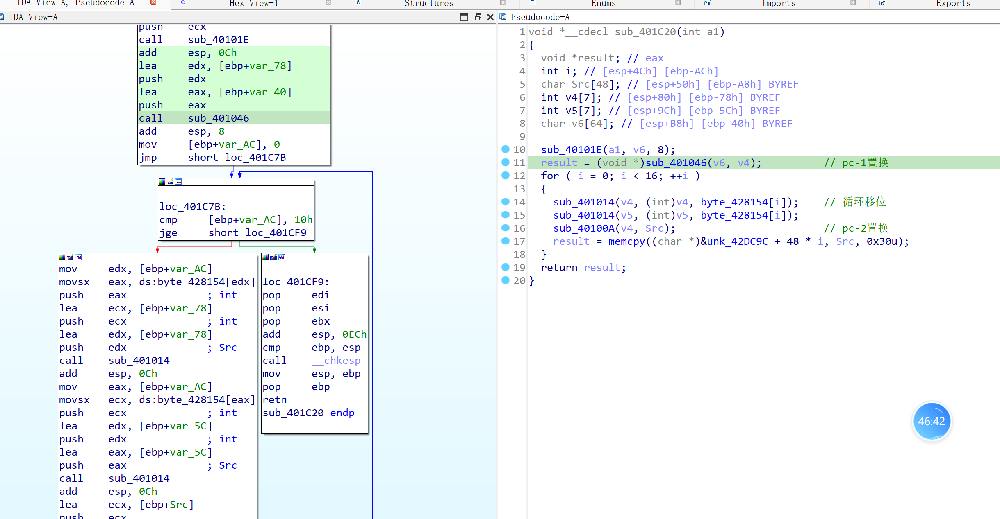 IDA View-A, Pseudocode-A
Hex View-1
Structures
Enums
Imports
Exports
IDA View-A
push    ecx
call    sub_40101E
add     esp, 0Ch
lea     edx, [ebp+var_78]
push    edx
lea     eax, [ebp+var_40]
push    eax
call    sub_401046
add     esp, 8
mov     [ebp+var_AC], 0
jmp     short loc_401C7B
loc_401C7B:
cmp     [ebp+var_AC], 10h
jge     short loc_401CF9
mov     edx, [ebp+var_AC]
movsx   eax, ds:byte_428154[edx]
push    eax             ; int
lea     ecx, [ebp+var_78]
push    ecx             ; int
lea     edx, [ebp+var_78]
push    edx             ; Src
call    sub_401014
add     esp, 0Ch
mov     eax, [ebp+var_AC]
movsx   ecx, ds:byte_428154[eax]
push    ecx             ; int
lea     edx, [ebp+var_5C]
push    edx             ; int
lea     eax, [ebp+var_5C]
push    eax             ; Src
call    sub_401014
add     esp, 0Ch
lea     ecx, [ebp+Src]
push    ecx
loc_401CF9:
pop     edi
pop     esi
pop     ebx
add     esp, 0ECh
cmp     ebp, esp
call    __chkesp
mov     esp, ebp
pop     ebp
retn
sub_401C20 endp
Pseudocode-A
1 void *__cdecl sub_401C20(int a1)
2 {
3   void *result; // eax
4   int i; // [esp+4Ch] [ebp-ACh]
5   char Src[48]; // [esp+50h] [ebp-A8h] BYREF
6   int v4[7]; // [esp+80h] [ebp-78h] BYREF
7   int v5[7]; // [esp+9Ch] [ebp-5Ch] BYREF
8   char v6[64]; // [esp+B8h] [ebp-40h] BYREF
9
10   sub_40101E(a1, v6, 8);
11   result = (void *)sub_401046(v6, v4);          // pc-1置换
12   for ( i = 0; i < 16; ++i )
13   {
14     sub_401014(v4, (int)v4, byte_428154[i]);    // 循环移位
15     sub_401014(v5, (int)v5, byte_428154[i]);
16     sub_40100A(v4, Src);                        // pc-2置换
17     result = memcpy((char *)&unk_42DC9C + 48 * i, Src, 0x30u);
18   }
19   return result;
20 }
46:42